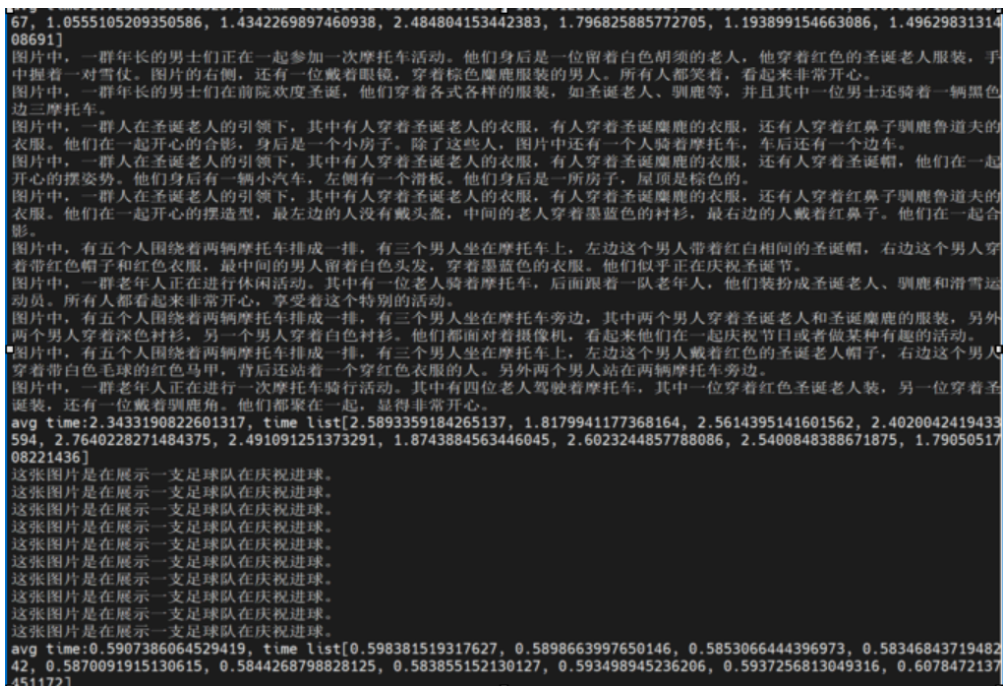 67, 1.0555105209350586, 1.4342269897460938, 2.484804153442383, 1.796825885772705, 1.193899154663086, 1.49629831314
08691]
图片中，一群年长的男士们正在一起参加一次摩托车活动。他们身后是一位留着白色胡须的老人，他穿着红色的圣诞老人服装，手
中握着一对雪仗。图片的右侧，还有一位戴着眼镜，穿着棕色麋鹿服装的男人。所有人都笑着，看起来非常开心。
图片中，一群年长的男士们在前院欢度圣诞，他们穿着各式各样的服装，如圣诞老人、驯鹿等，并且其中一位男士还骑着一辆黑色
边三摩托车。
图片中，一群人在圣诞老人的引领下，其中有人穿着圣诞老人的衣服，有人穿着圣诞麋鹿的衣服，还有人穿着红鼻子驯鹿鲁道夫的
衣服。他们在一起开心的合影，身后是一个小房子。除了这些人，图片中还有一个人骑着摩托车，车后还有一个边车。
图片中，一群人在圣诞老人的引领下，其中有人穿着圣诞老人的衣服，有人穿着圣诞麋鹿的衣服，还有人穿着圣诞帽，他们在一起
开心的摆姿势。他们身后有一辆小汽车，左侧有一个滑板。他们身后是一所房子，屋顶是棕色的。
图片中，一群人在圣诞老人的引领下，其中有人穿着圣诞老人的衣服，有人穿着圣诞麋鹿的衣服，还有人穿着红鼻子驯鹿鲁道夫的
衣服。他们在一起开心的摆造型，最左边的人没有戴头盔，中间的老人穿着墨蓝色的衬衫，最右边的人戴着红鼻子。他们在一起合
影。
图片中，有五个人围绕着两辆摩托车排成一排，有三个男人坐在摩托车上，左边这个男人带着红白相间的圣诞帽，右边这个男人穿
着带红色帽子和红色衣服，最中间的男人留着白色头发，穿着墨蓝色的衣服。他们似乎正在庆祝圣诞节。
图片中，一群老年人正在进行休闲活动。其中有一位老人骑着摩托车，后面跟着一队老年人，他们装扮成圣诞老人、驯鹿和滑雪运
动员。所有人都看起来非常开心，享受着这个特别的活动。
图片中，有五个人围绕着两辆摩托车排成一排，有三个男人坐在摩托车旁边，其中两个男人穿着圣诞老人和圣诞麋鹿的服装，另外
两个男人穿着深色衬衫，另一个男人穿着白色衬衫。他们都面对着摄像机，看起来他们在一起庆祝节日或者做某种有趣的活动。
图片中，有五个人围绕着两辆摩托车排成一排，有三个男人坐在摩托车上，左边这个男人戴着红色的圣诞老人帽子，右边这个男人
穿着带白色毛球的红色马甲，背后还站着一个穿红色衣服的人。另外两个男人站在两辆摩托车旁边。
图片中，一群老年人正在进行一次摩托车骑行活动。其中有四位老人驾驶着摩托车，其中一位穿着红色圣诞老人装，另一位穿着圣
诞装，还有一位戴着驯鹿角。他们都聚在一起，显得非常开心。
avg time:2.3433190822601317, time list[2.5893359184265137, 1.8179941177368164, 2.5614395141601562, 2.4020042419433
594, 2.7640228271484375, 2.491091251373291, 1.8743884563446045, 2.6023244857788086, 2.5400848388671875, 1.79050517
08221436]
这张图片是在展示一支足球队在庆祝进球。
这张图片是在展示一支足球队在庆祝进球。
这张图片是在展示一支足球队在庆祝进球。
这张图片是在展示一支足球队在庆祝进球。
这张图片是在展示一支足球队在庆祝进球。
这张图片是在展示一支足球队在庆祝进球。
这张图片是在展示一支足球队在庆祝进球。
这张图片是在展示一支足球队在庆祝进球。
这张图片是在展示一支足球队在庆祝进球。
这张图片是在展示一支足球队在庆祝进球。
avg time:0.5907386064529419, time list[0.598381519317627, 0.5898663997650146, 0.5853066444396973, 0.58346843719482
42, 0.5870091915130615, 0.5844268798828125, 0.583855152130127, 0.593498945236206, 0.5937256813049316, 0.6078472137
451172]